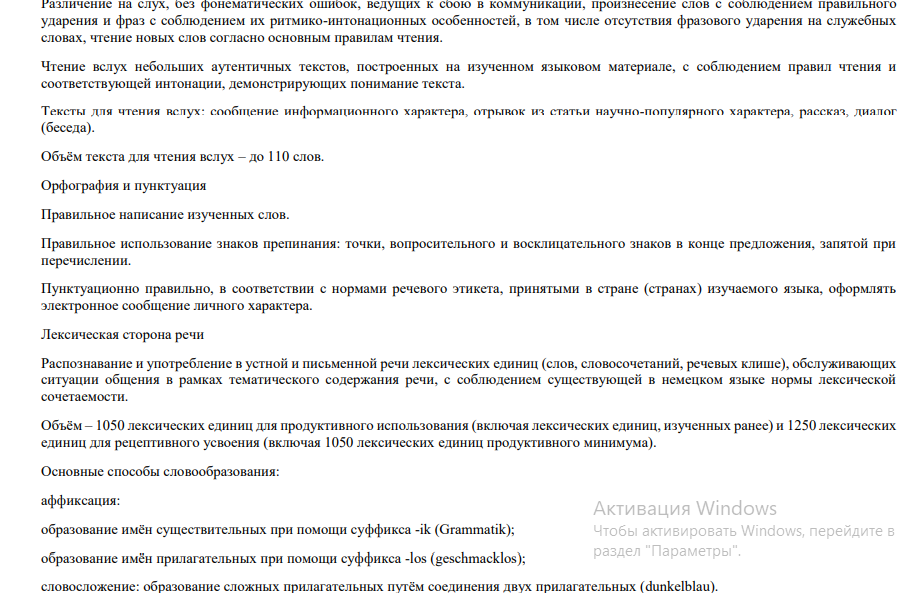 Различение на слух, без фонематических ошибок, ведущих к сбою в коммуникации, произнесение слов с соблюдением правильного
ударения и фраз с соблюдением их ритмико-интонационных особенностей, в том числе отсутствия фразового ударения на служебных
словах, чтение новых слов согласно основным правилам чтения.
Чтение вслух небольших аутентичных текстов, построенных на изученном языковом материале, с соблюдением правил чтения и
соответствующей интонации, демонстрирующих понимание текста.
Тексты для чтения вслух: сообщение информационного характера, отрывок из статьи научно-популярного характера, рассказ, диалог
(беседа).
Объём текста для чтения вслух – до 110 слов.
Орфография и пунктуация
Правильное написание изученных слов.
Правильное использование знаков препинания: точки, вопросительного и восклицательного знаков в конце предложения, запятой при
перечислении.
Пунктуационно правильно, в соответствии с нормами речевого этикета, принятыми в стране (странах) изучаемого языка, оформлять
электронное сообщение личного характера.
Лексическая сторона речи
Распознавание и употребление в устной и письменной речи лексических единиц (слов, словосочетаний, речевых клише), обслуживающих
ситуации общения в рамках тематического содержания речи, с соблюдением существующей в немецком языке нормы лексической
сочетаемости.
Объём – 1050 лексических единиц для продуктивного использования (включая лексических единиц, изученных ранее) и 1250 лексических
единиц для рецептивного усвоения (включая 1050 лексических единиц продуктивного минимума).
Основные способы словообразования:
аффиксация:
образование имён существительных при помощи суффикса -ik (Grammatik);
образование имён прилагательных при помощи суффикса -los (geschmacklos);
словосложение: образование сложных прилагательных путём соединения двух прилагательных (dunkelblau).
Активация Windows
Чтобы активировать Windows, перейдите в
раздел "Параметры".